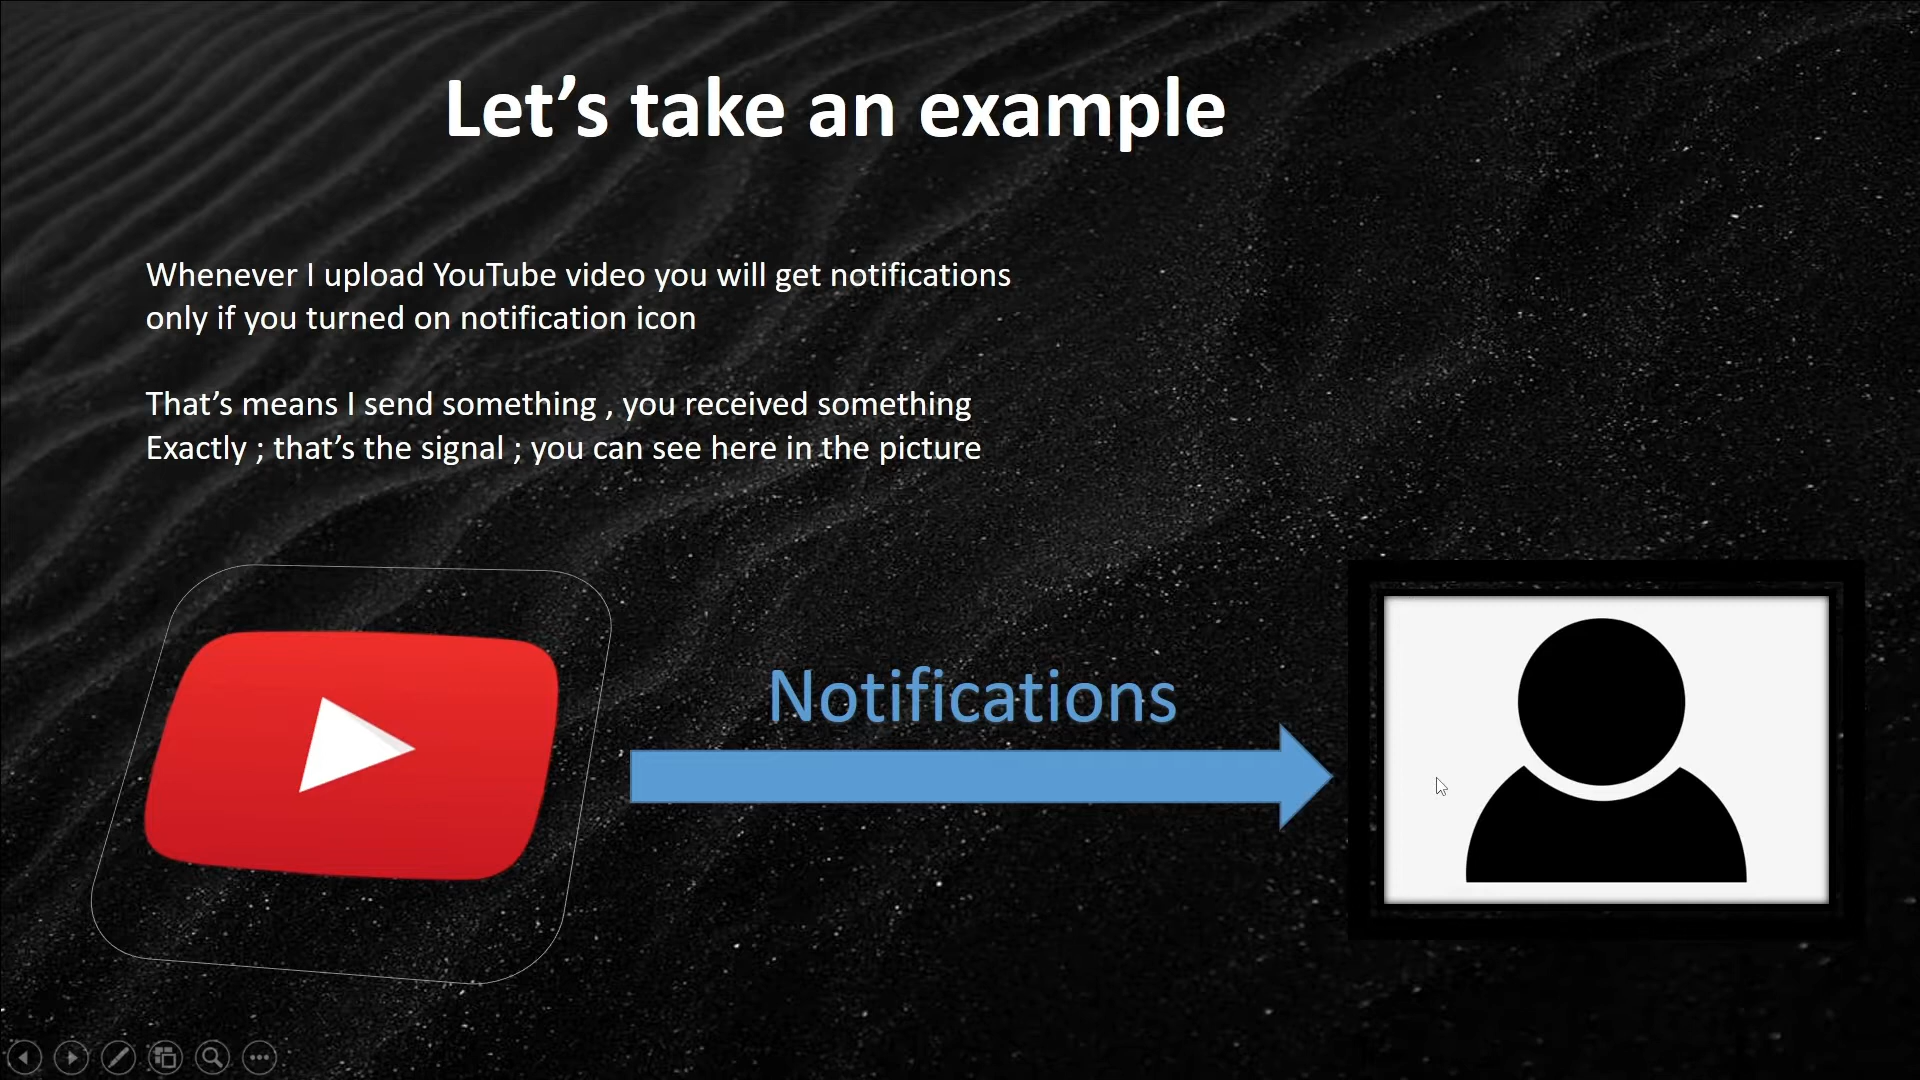 Let’s take an example
Whenever I upload YouTube video you will get notifications
only if you turned on notification icon
That’s means I send something , you received something
Exactly ; that’s the signal ; you can see here in the picture
Notifications